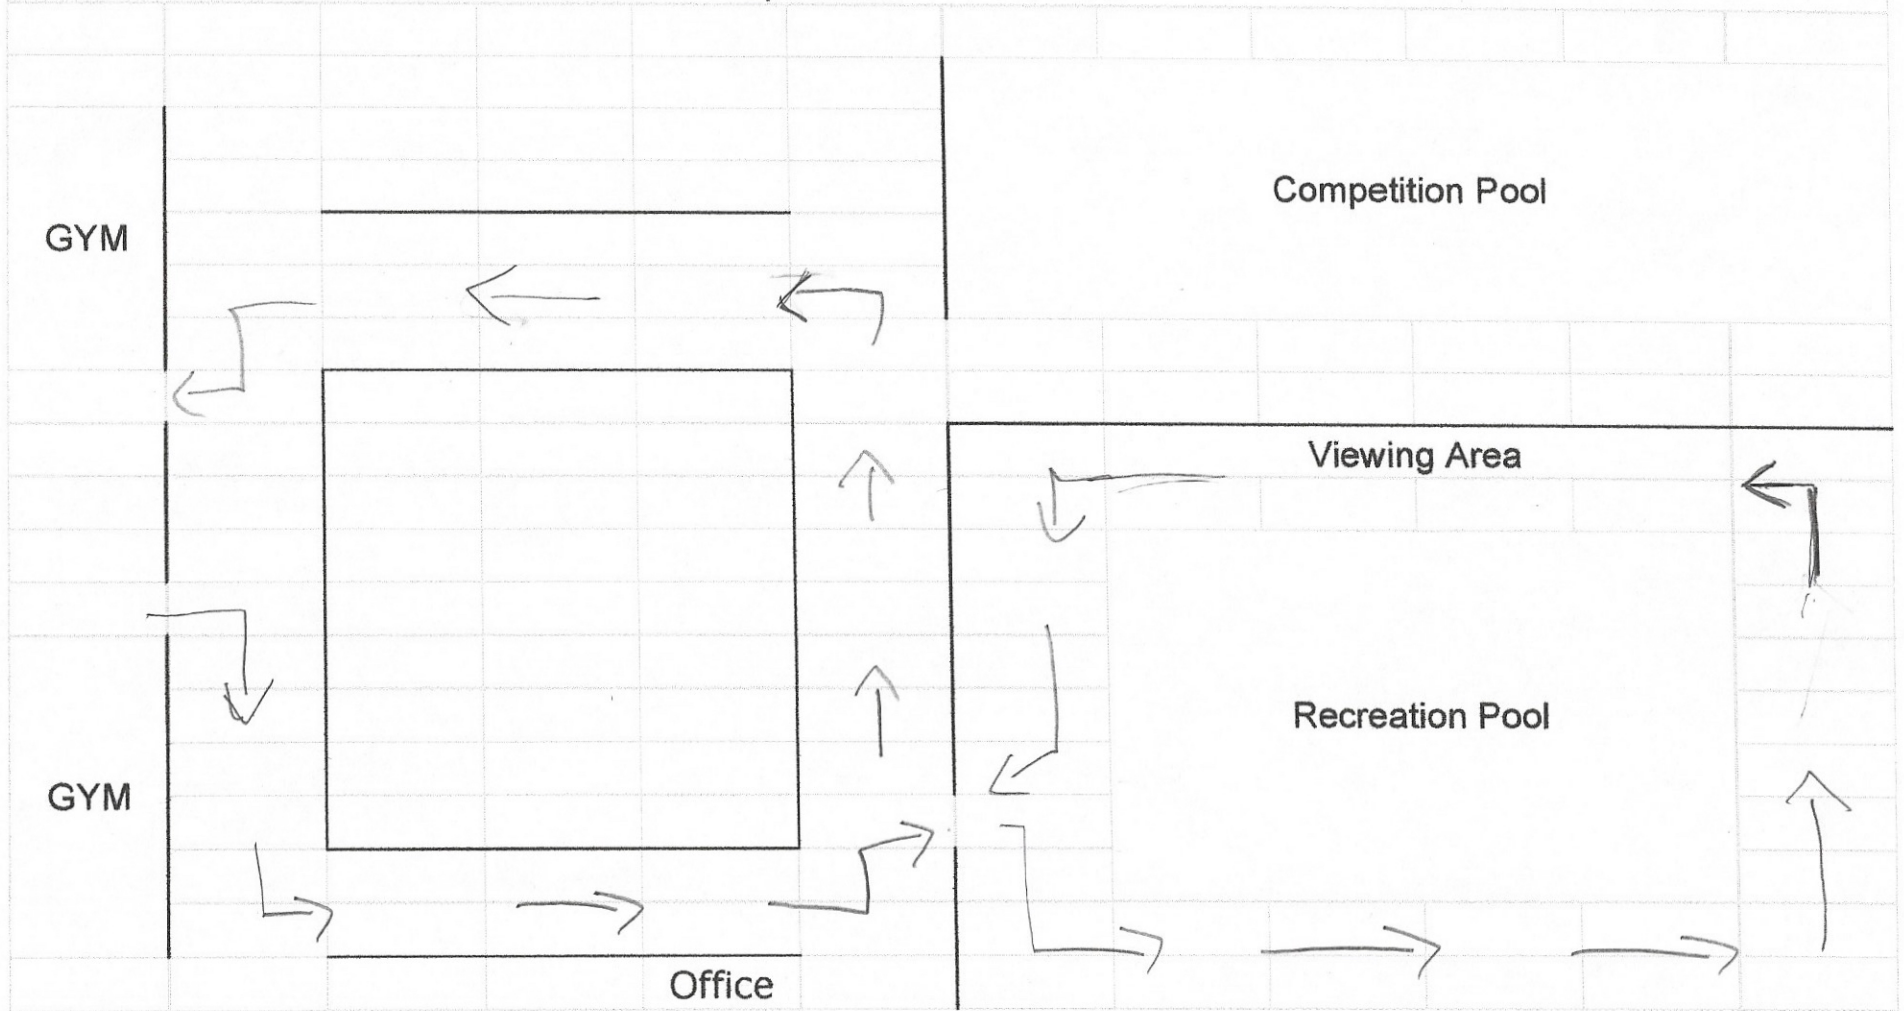 Competition Pool
GYM
Viewing Area
Recreation Pool
GYM
Office